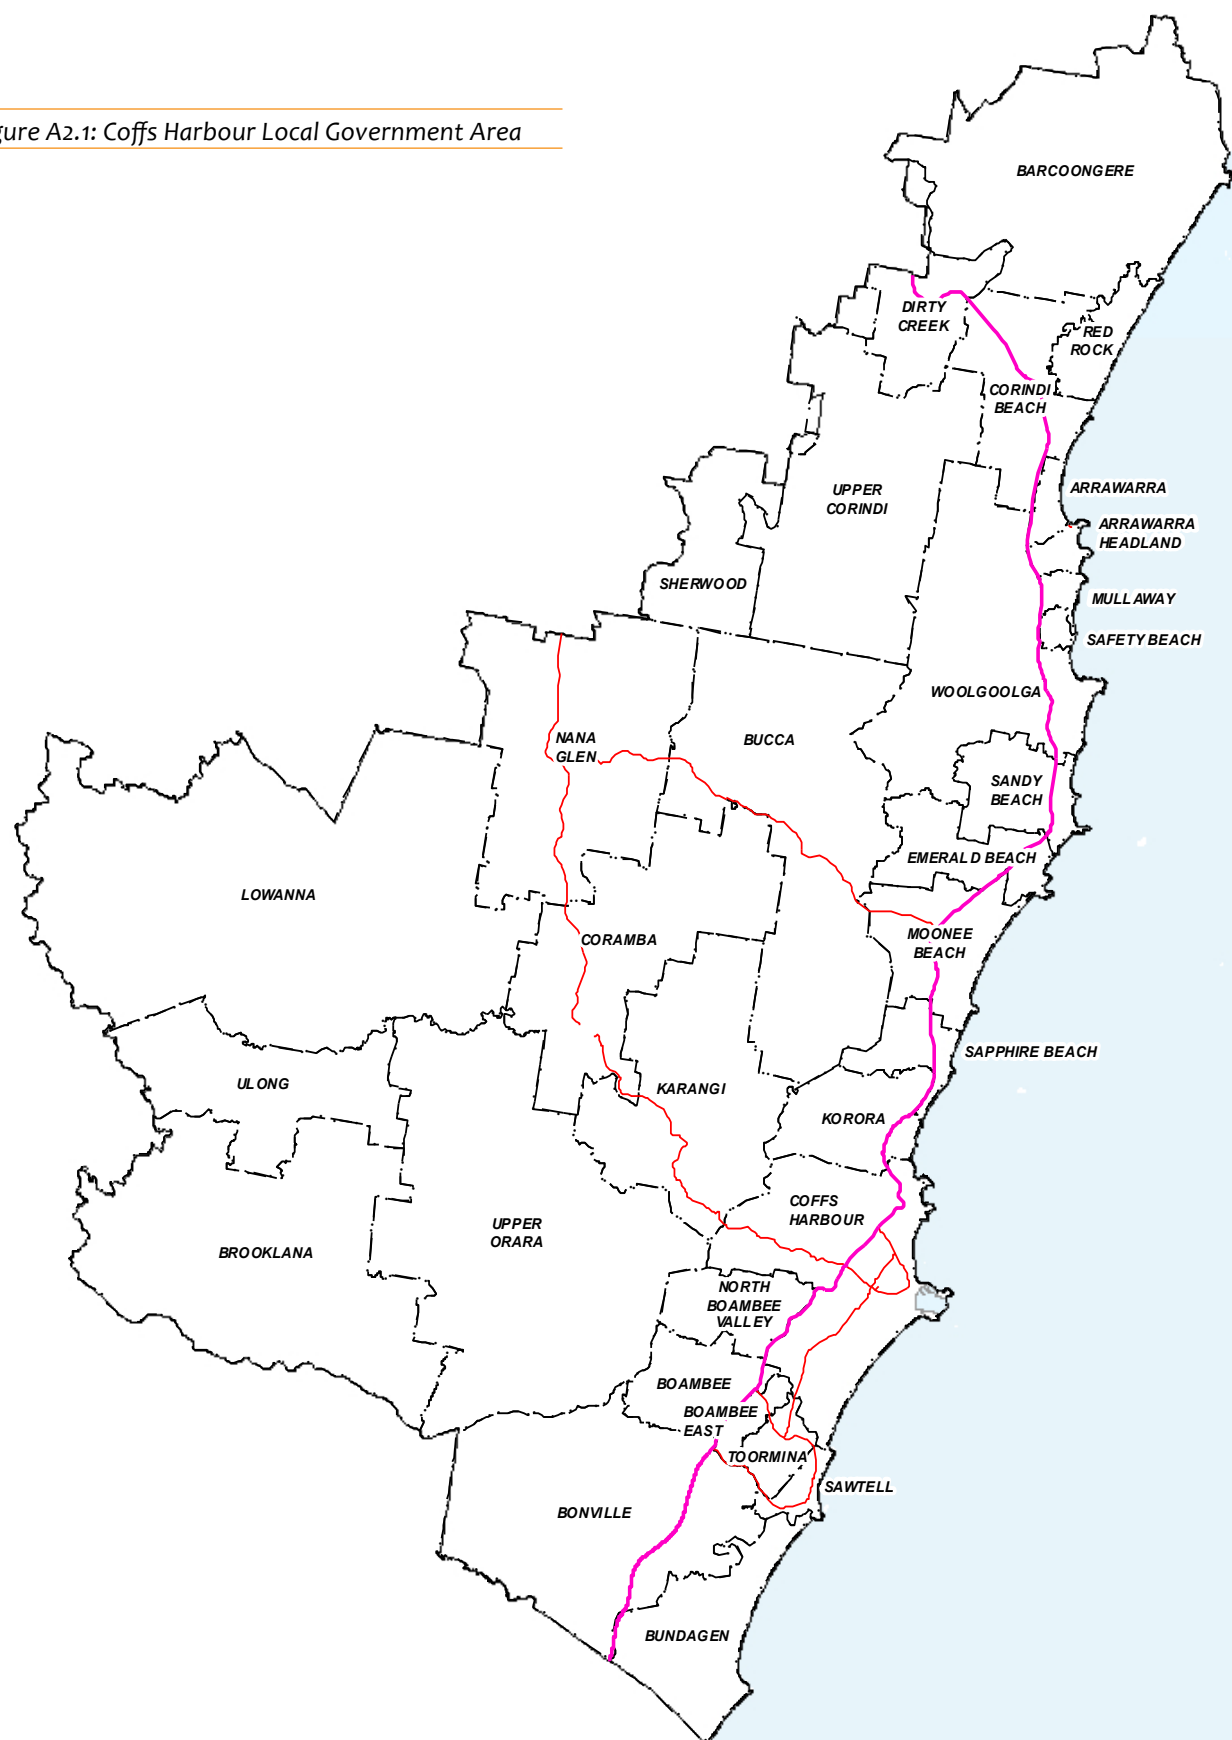 gure A2.1: Coffs Harbour Local Government Area
BARCOONGERE
DIRTY
CREEK
RED
ROCK
CORINDI
BEACH
UPPER
CORINDI
ARRAWARRA
ARRAWARRA
HEADLAND
SHERWOOD
MULLAWAY
SAFETY BEACH
WOOLGOOLGA
NANA
GLEN
BUCCA
SANDY
BEACH
EMERALD BEACH
LOWANNA
CORAMBA
MOONEE
BEACH
SAPPHIRE BEACH
ULONG
KARANGI
KORORA
COFFS
HARBOUR
UPPER
ORARA
BROOKLANA
NORTH
BOAMBEE
VALLEY
BOAMBEE
BOAMBEE
EAST
TOORMINA
SAWTELL
BONVILLE
BUNDAGEN